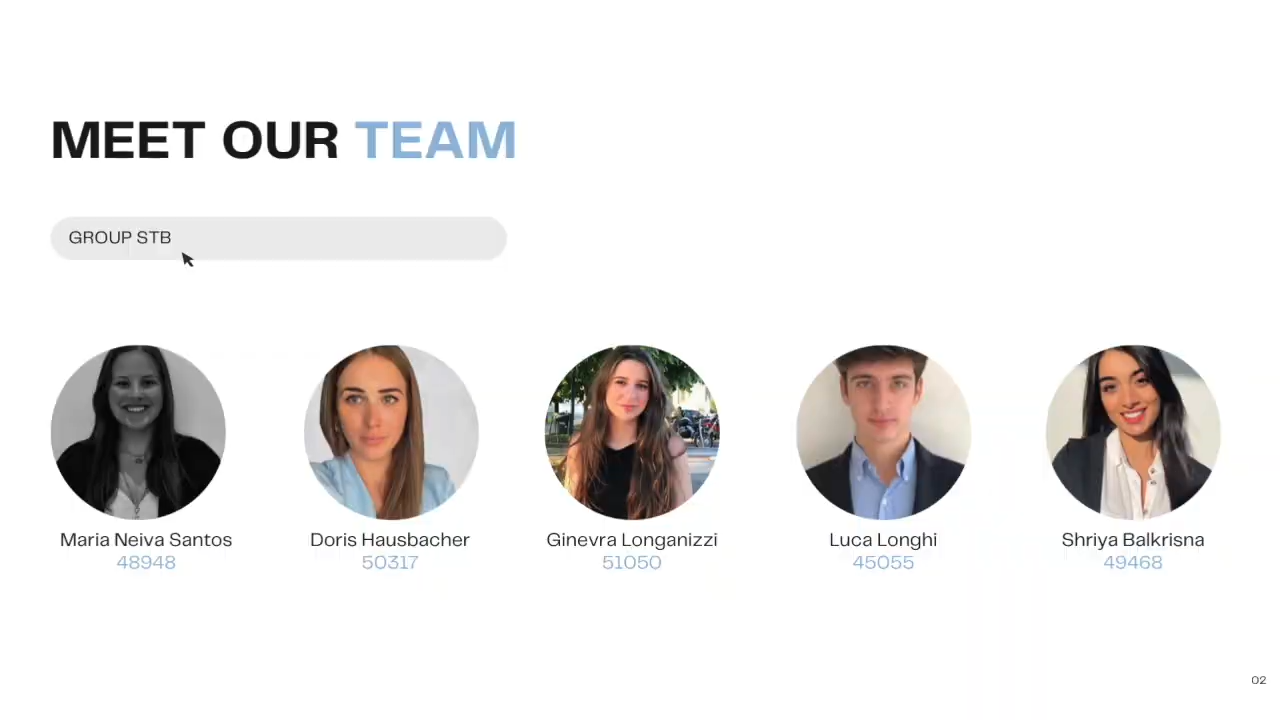 MEET OUR TEAM
GROUP STB
Maria Neiva Santos
48948
Doris Hausbacher
50317
Ginevra Longanizzi
51050
Luca Longhi
45055
Shriya Balkrisna
49468
02